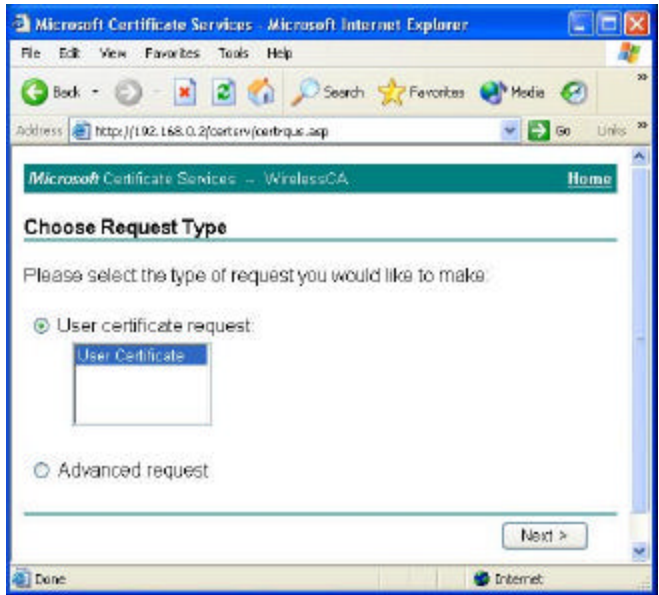 Microsoft Certificate Services - Microsoft Internet Explorer
File Edit View Favorites Tools Help
Back Search Favorites Media »
Address http://192.168.0.2/certsrv/certrqus.asp Go Links »
Microsoft Certificate Services -- WirelessCA Home
Choose Request Type
Please select the type of request you would like to make:
User certificate request:
User Certificate
Advanced request
Next >
Done Internet